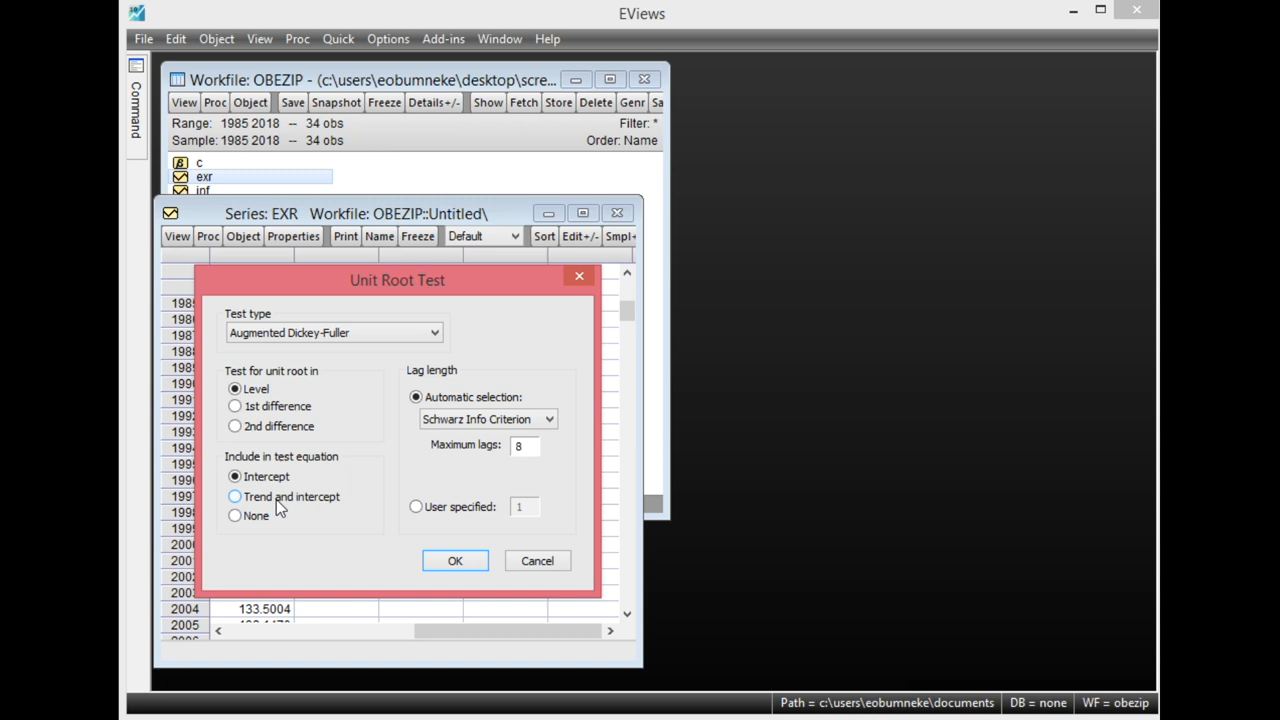 EViews
File Edit Object View Proc Quick Options Add-ins Window Help
Command
Workfile: OBEZIP - (c:\users\eobumneke\desktop\scre...
View Proc Object Save Snapshot Freeze Details+/- Show Fetch Store Delete Genr Sa
Range: 1985 2018 -- 34 obs Filter: *
Sample: 1985 2018 -- 34 obs Order: Name
c
exr
inf
Series: EXR Workfile: OBEZIP::Untitled\
View Proc Object Properties Print Name Freeze Default Sort Edit+/- Smpl+
Unit Root Test
Test type
Augmented Dickey-Fuller
Test for unit root in
Level
1st difference
2nd difference
Include in test equation
Intercept
Trend and intercept
None
Lag length
Automatic selection:
Schwarz Info Criterion
Maximum lags: 8
User specified: 1
OK Cancel
2004 133.5004
2005
Path = c:\users\eobumneke\documents DB = none WF = obezip